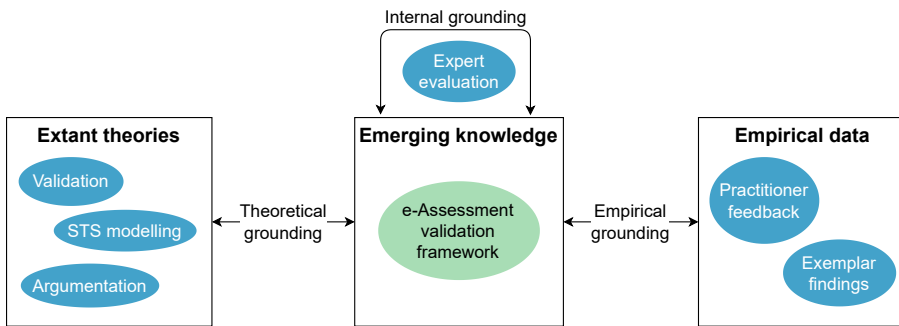 Internal grounding
Expert
evaluation
Extant theories
Validation
STS modelling
Argumentation
Theoretical
grounding
Emerging knowledge
e-Assessment
validation
framework
Empirical
grounding
Empirical data
Practitioner
feedback
Exemplar
findings